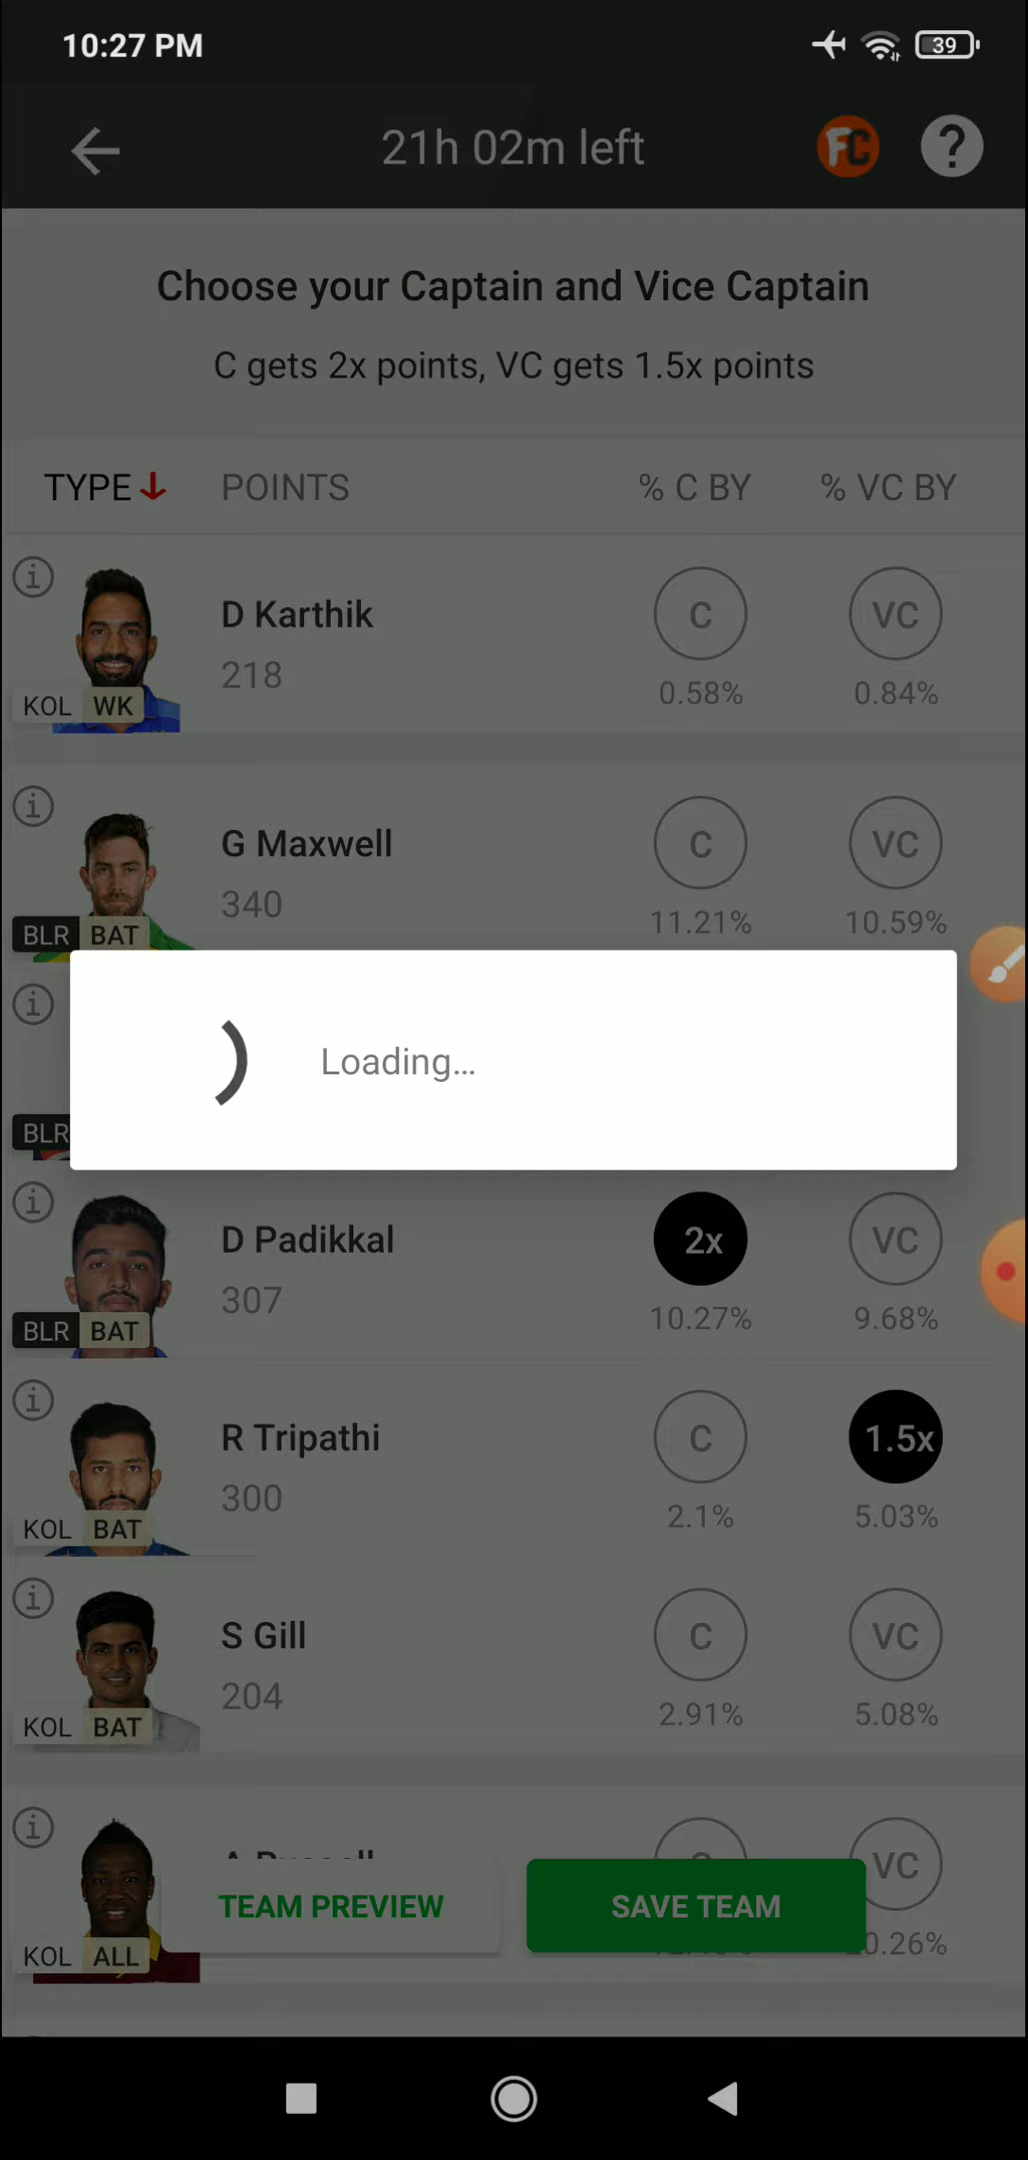 10:27 PM
39
21h 02m left
FC
?
Choose your Captain and Vice Captain
C gets 2x points, VC gets 1.5x points
TYPE POINTS % C BY % VC BY
D Karthik
C VC
218
KOL WK
0.58% 0.84%
G Maxwell
C VC
340
BLR BAT
11.21% 10.59%
Loading...
BLR
D Padikkal
2x VC
307
BLR BAT
10.27% 9.68%
R Tripathi
C 1.5x
300
KOL BAT
2.1% 5.03%
S Gill
C VC
204
KOL BAT
2.91% 5.08%
VC
TEAM PREVIEW
SAVE TEAM
KOL ALL
0.26%